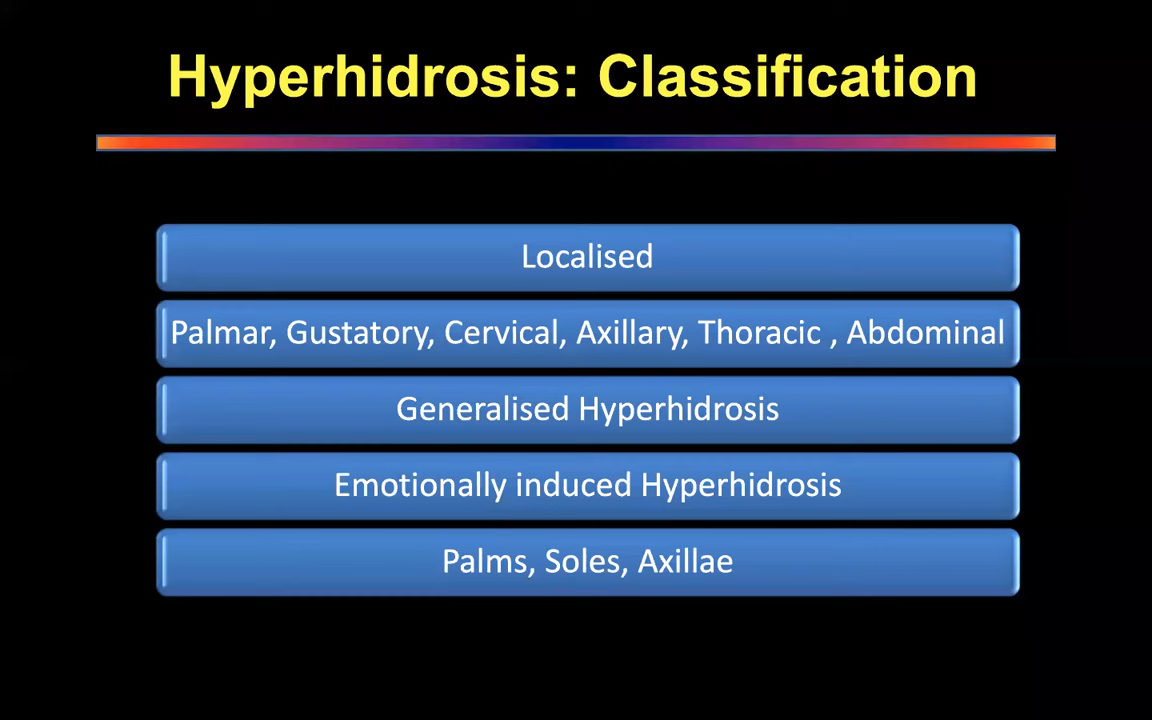 Hyperhidrosis: Classification
Localised
Palmar, Gustatory, Cervical, Axillary, Thoracic , Abdominal
Generalised Hyperhidrosis
Emotionally induced Hyperhidrosis
Palms, Soles, Axillae